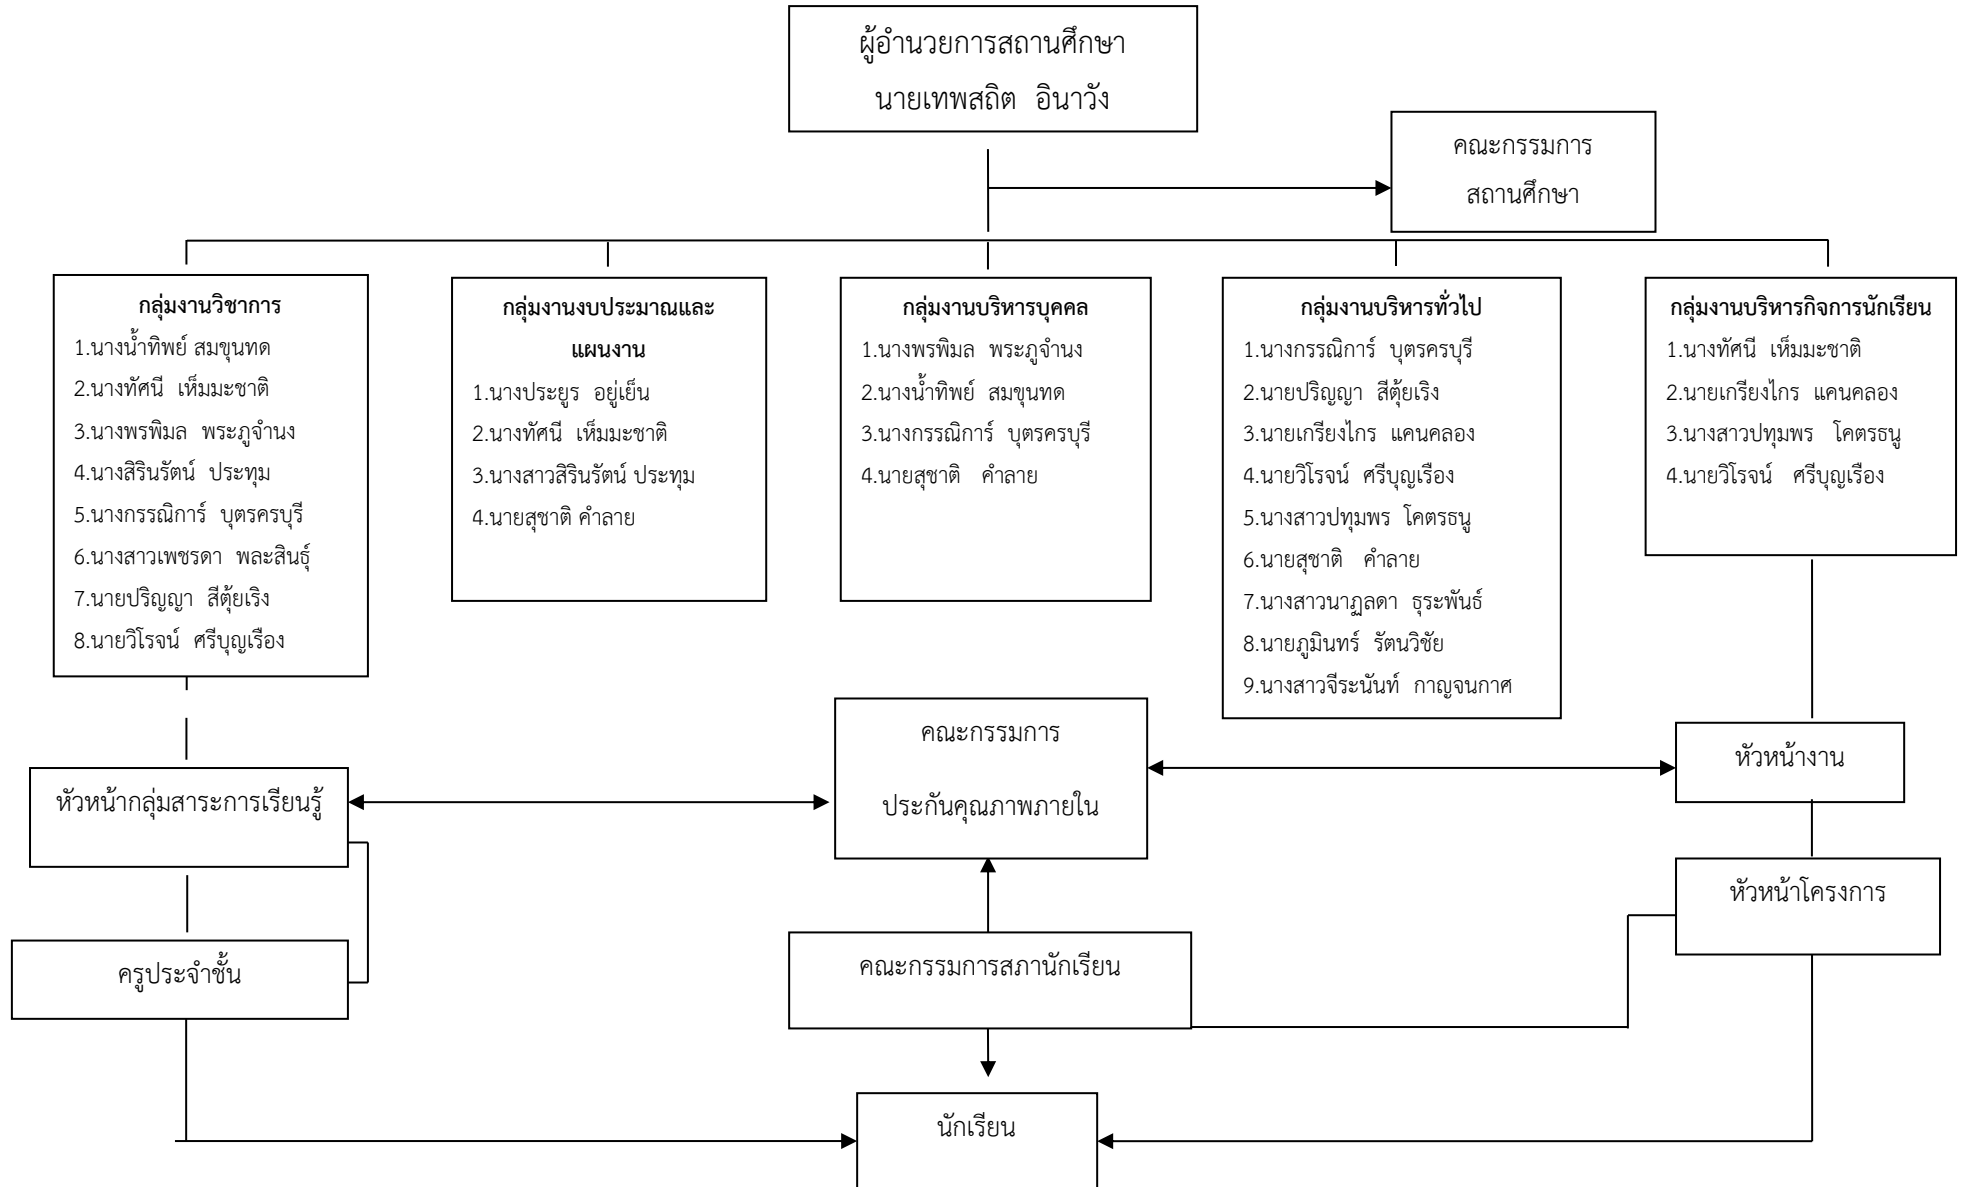 ผู้อำนวยการสถานศึกษา
นายเทพสถิต อินาวัง
คณะกรรมการ
สถานศึกษา
กลุ่มงานวิชาการ
1.นางน้ำทิพย์ สมขุนทด
2.นางทัศนี เห็มมะชาติ
3.นางพรพิมล พระภูจำนง
4.นางสิรินรัตน์ ประทุม
5.นางกรรณิการ์ บุตรครบุรี
6.นางสาวเพชรดา พละสินธุ์
7.นายปริญญา สีตุ้ยเริง
8.นายวิโรจน์ ศรีบุญเรือง
กลุ่มงานงบประมาณและ
แผนงาน
1.นางประยูร อยู่เย็น
2.นางทัศนี เห็มมะชาติ
3.นางสาวสิรินรัตน์ ประทุม
4.นายสุชาติ คำลาย
กลุ่มงานบริหารบุคคล
1.นางพรพิมล พระภูจำนง
2.นางน้ำทิพย์ สมขุนทด
3.นางกรรณิการ์ บุตรครบุรี
4.นายสุชาติ คำลาย
กลุ่มงานบริหารทั่วไป
1.นางกรรณิการ์ บุตรครบุรี
2.นายปริญญา สีตุ้ยเริง
3.นายเกรียงไกร แคนคลอง
4.นายวิโรจน์ ศรีบุญเรือง
5.นางสาวปทุมพร โคตรธนู
6.นายสุชาติ คำลาย
7.นางสาวนาฏลดา ธุระพันธ์
8.นายภูมินทร์ รัตนวิชัย
9.นางสาวจีระนันท์ กาญจนกาศ
กลุ่มงานบริหารกิจการนักเรียน
1.นางทัศนี เห็มมะชาติ
2.นายเกรียงไกร แคนคลอง
3.นางสาวปทุมพร โคตรธนู
4.นายวิโรจน์ ศรีบุญเรือง
หัวหน้ากลุ่มสาระการเรียนรู้
คณะกรรมการ
ประกันคุณภาพภายใน
หัวหน้างาน
หัวหน้าโครงการ
ครูประจำชั้น
คณะกรรมการสภานักเรียน
นักเรียน